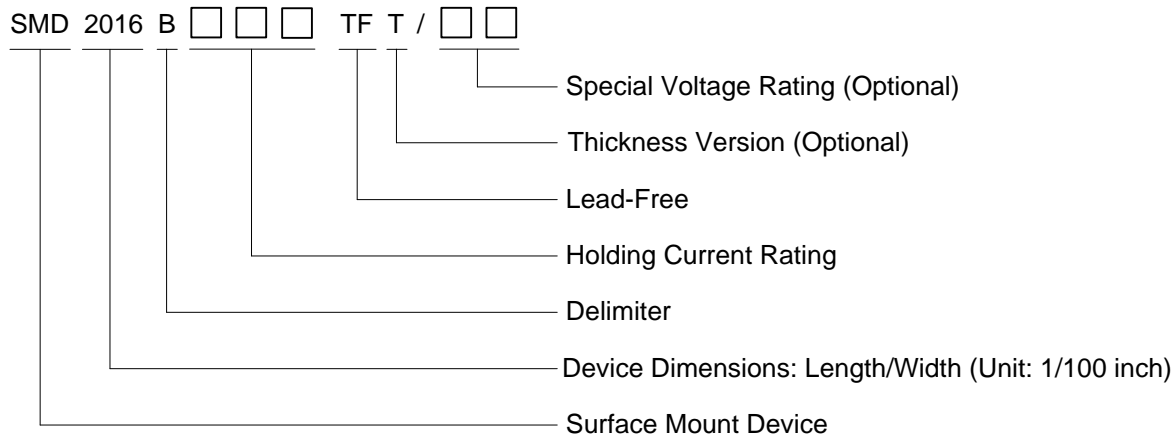 SMD 2016 B □ □ □ TF T / □ □
Special Voltage Rating (Optional)
Thickness Version (Optional)
Lead-Free
Holding Current Rating
Delimiter
Device Dimensions: Length/Width (Unit: 1/100 inch)
Surface Mount Device